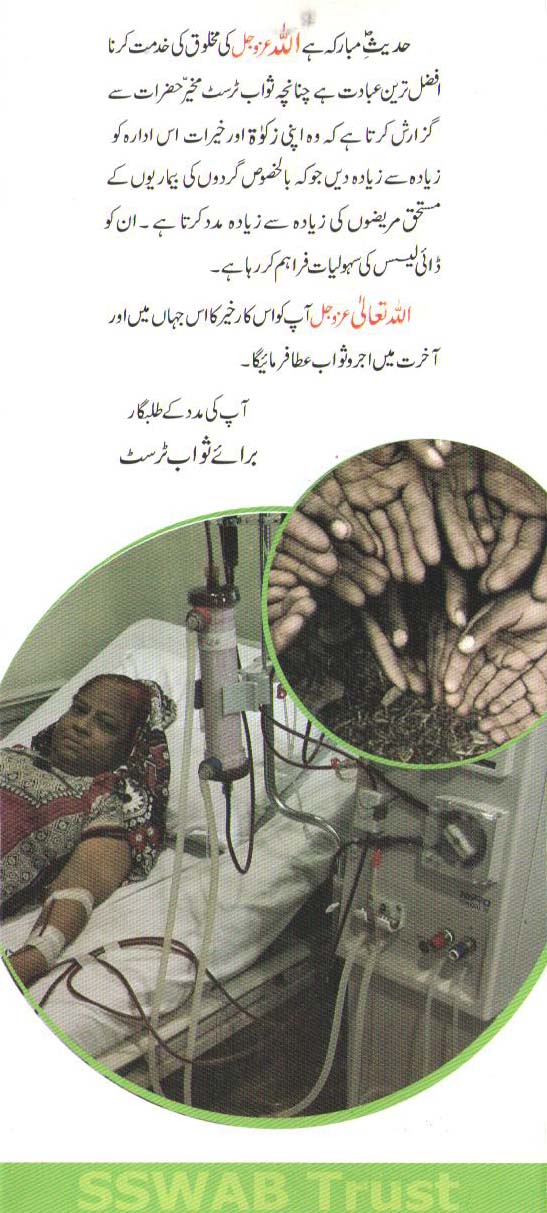 حدیثِ مبارکہ ہے اللہ عزوجل کی مخلوق کی خدمت کرنا
افضل ترین عبادت ہے چنانچہ ثواب ٹرسٹ مخیّر حضرات سے
گزارش کرتا ہے کہ وہ اپنی زکوٰۃ اور خیرات اس ادارہ کو
زیادہ سے زیادہ دیں جو کہ بالخصوص گردوں کی بیماریوں کے
مستحق مریضوں کی زیادہ سے زیادہ مدد کرتا ہے ۔ ان کو
ڈائیلیسس کی سہولیات فراہم کر رہا ہے۔
اللہ تعالیٰ عزوجل آپ کو اس کارِ خیر کا اس جہاں میں اور
آخرت میں اجر و ثواب عطا فرمائیگا۔
آپ کی مدد کے طلبگار
برائے ثواب ٹرسٹ
SSWAB Trust